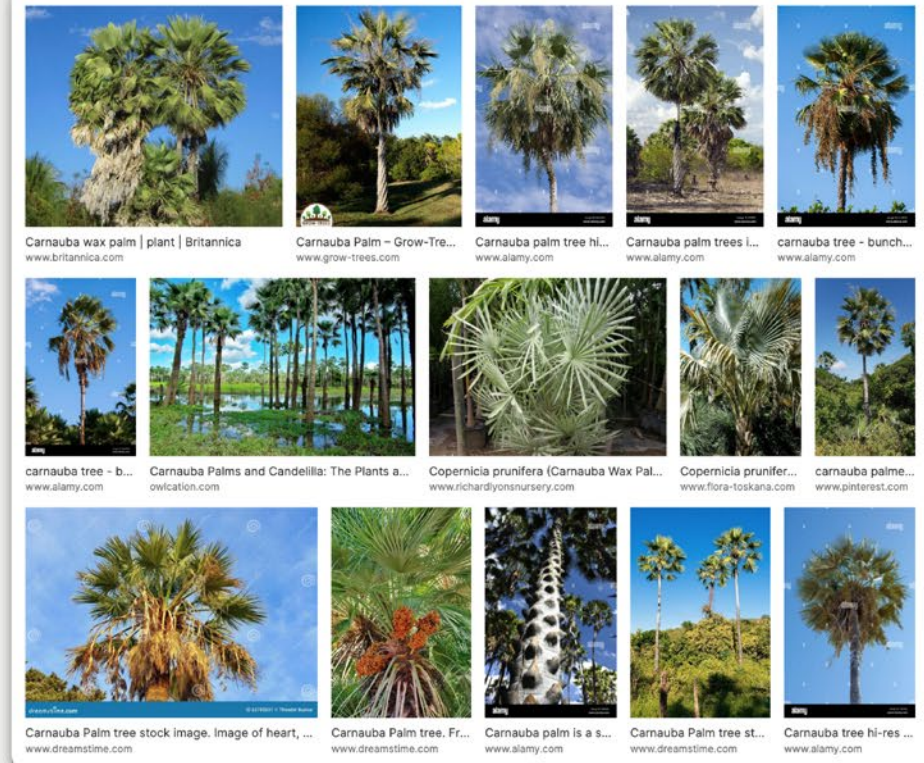 Carnauba wax palm | plant | Britannica
www.britannica.com
Carnauba Palm – Grow-Tre...
www.grow-trees.com
Carnauba palm tree hi...
www.alamy.com
Carnauba palm trees i...
www.alamy.com
carnauba tree - bunch...
www.alamy.com
carnauba tree - b...
www.alamy.com
Carnauba Palms and Candelilla: The Plants a...
owlcation.com
Copernicia prunifera (Carnauba Wax Pal...
www.richardlyonsnursery.com
Copernicia prunifer...
www.flora-toskana.com
carnauba palme...
www.pinterest.com
dreamstime.com
Carnauba Palm tree stock image. Image of heart, ...
www.dreamstime.com
Carnauba Palm tree. Fr...
www.dreamstime.com
alamy
Carnauba palm is a s...
www.alamy.com
Carnauba Palm tree st...
www.dreamstime.com
alamy
Carnauba tree hi-res ...
www.alamy.com